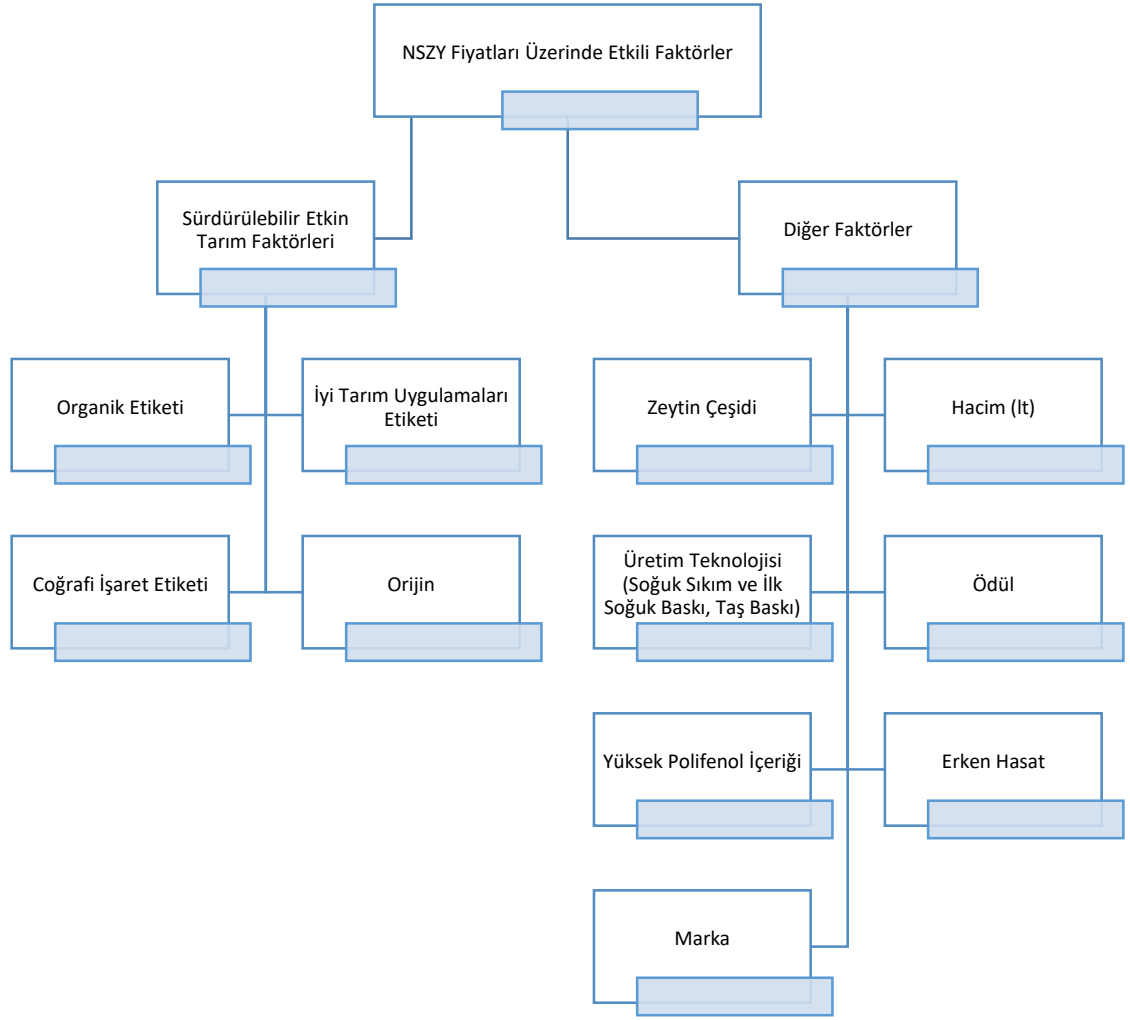 NSZY Fiyatları Üzerinde Etkili Faktörler
Sürdürülebilir Etkin
Tarım Faktörleri
Diğer Faktörler
Organik Etiketi
İyi Tarım Uygulamaları
Etiketi
Zeytin Çeşidi
Hacim (lt)
Coğrafi İşaret Etiketi
Orijin
Üretim Teknolojisi
(Soğuk Sıkım ve İlk
Soğuk Baskı, Taş Baskı)
Ödül
Yüksek Polifenol İçeriği
Erken Hasat
Marka